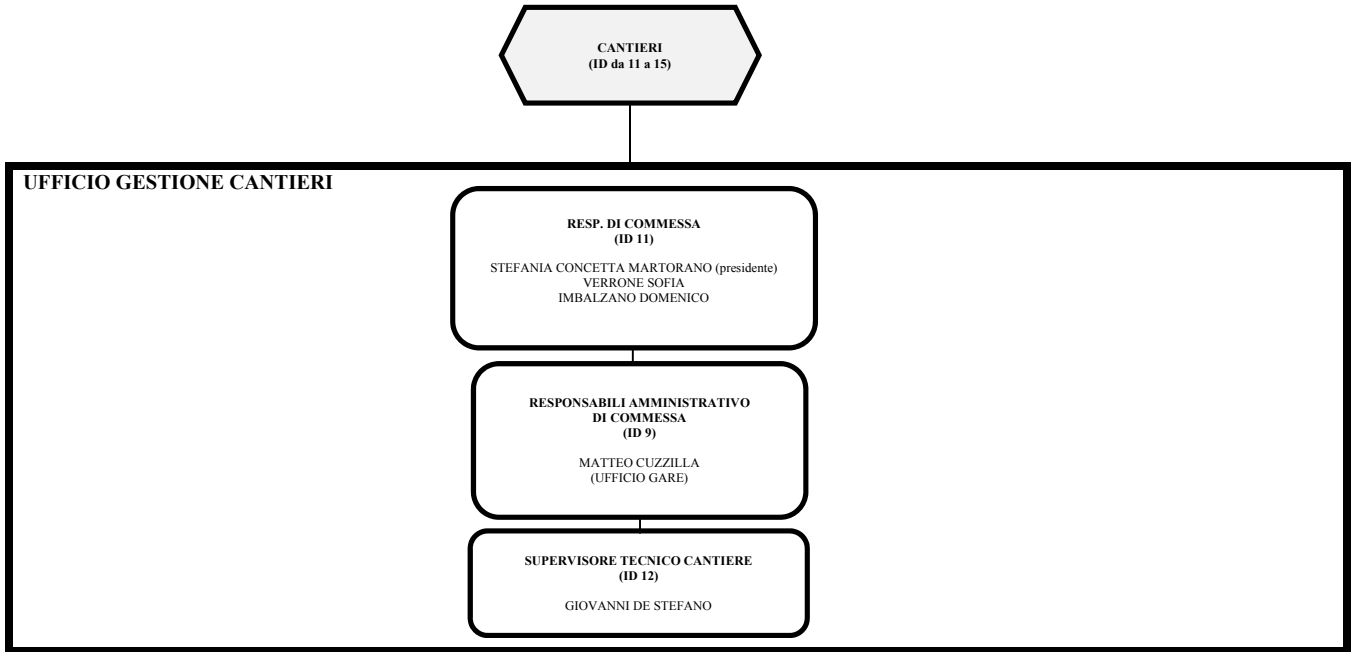 CANTIERI
(ID da 11 a 15)
UFFICIO GESTIONE CANTIERI
RESP. DI COMMESSA
(ID 11)
STEFANIA CONCETTA MARTORANO (presidente)
VERRONE SOFIA
IMBALZANO DOMENICO
RESPONSABILI AMMINISTRATIVO
DI COMMESSA
(ID 9)
MATTEO CUZZILLA
(UFFICIO GARE)
SUPERVISORE TECNICO CANTIERE
(ID 12)
GIOVANNI DE STEFANO